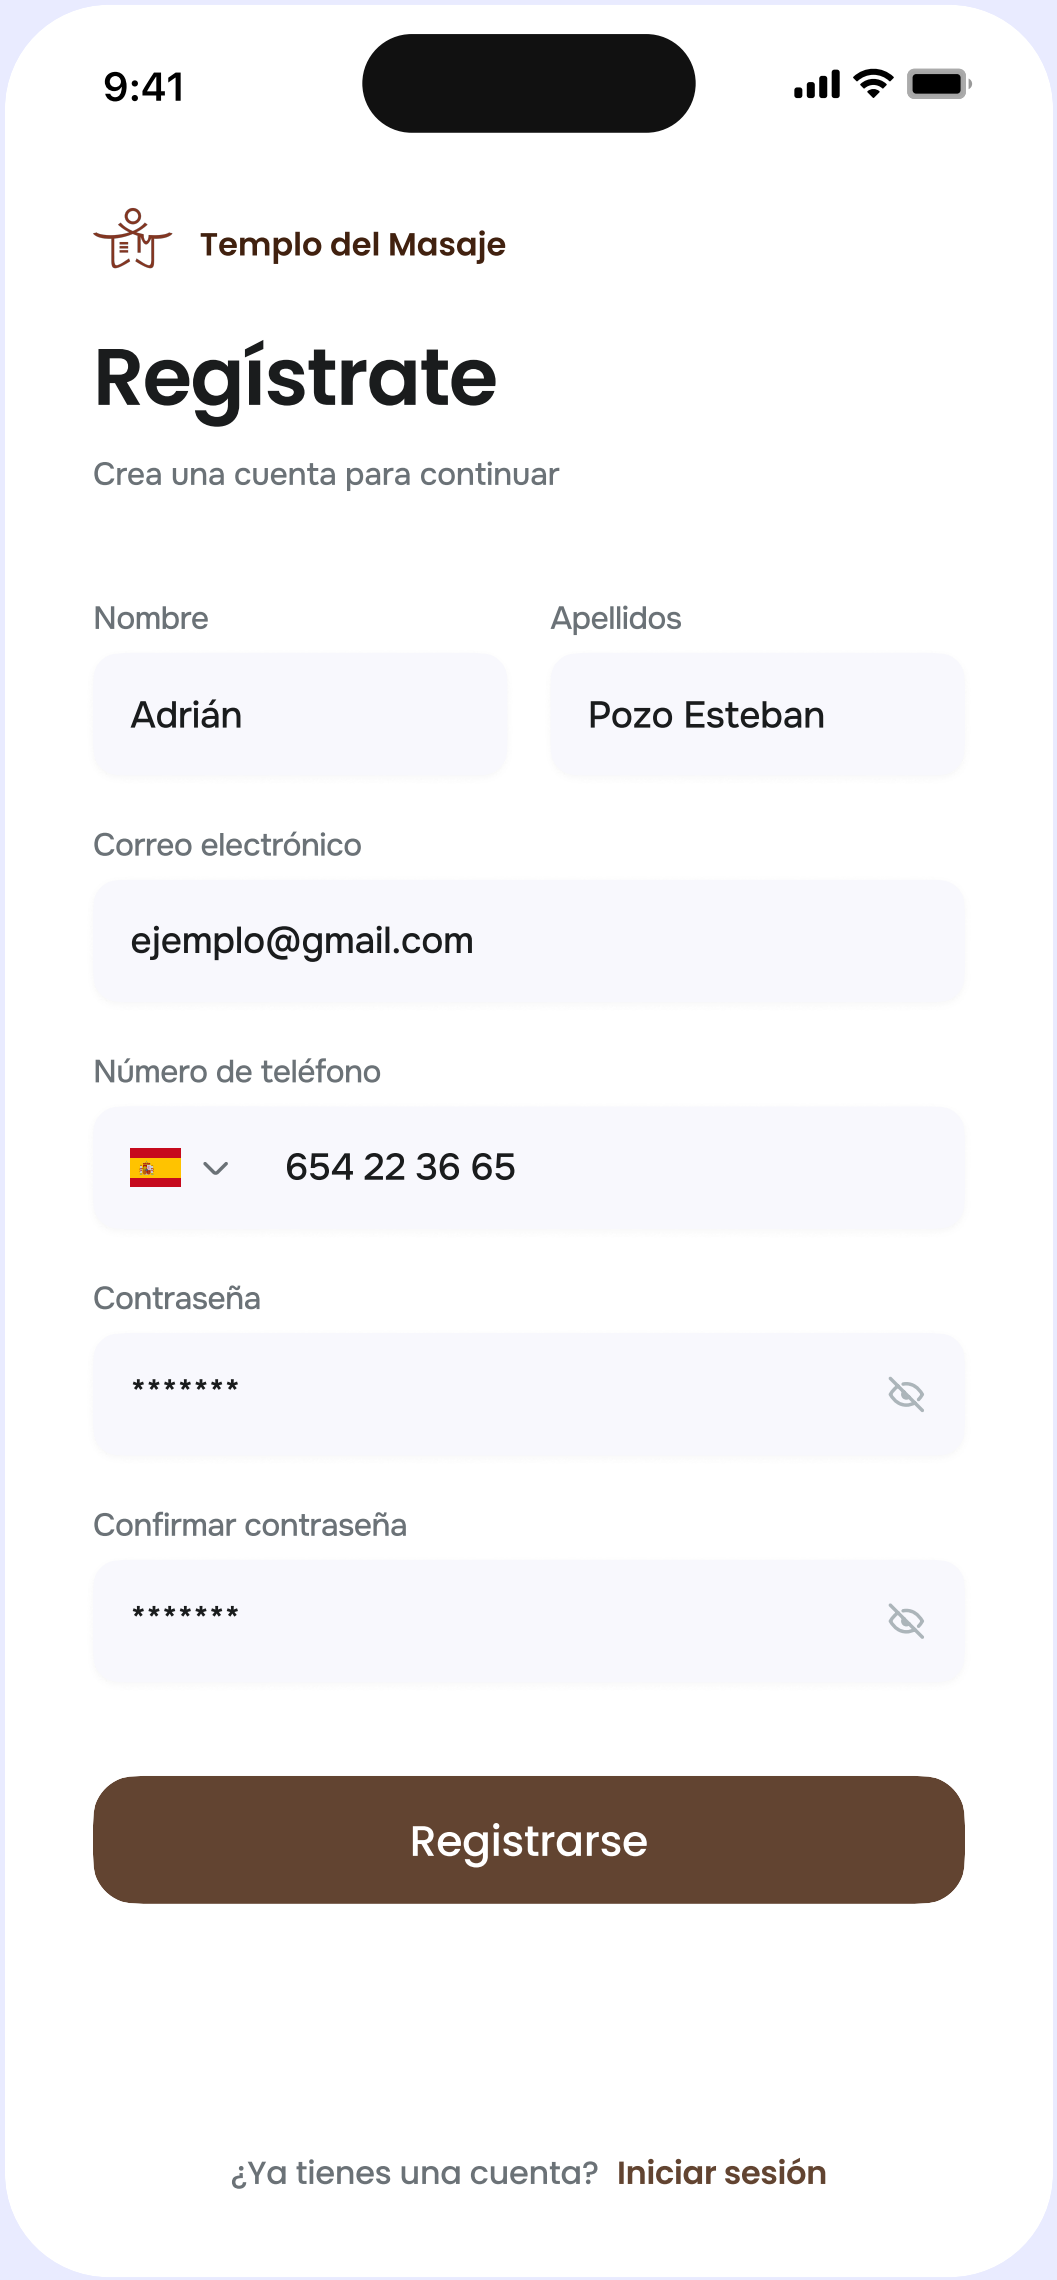 9:41
Templo del Masaje
Regístrate
Crea una cuenta para continuar
Nombre
Apellidos
Adrián
Pozo Esteban
Correo electrónico
ejemplo@gmail.com
Número de teléfono
654 22 36 65
Contraseña
*******
Confirmar contraseña
*******
Registrarse
¿Ya tienes una cuenta? Iniciar sesión